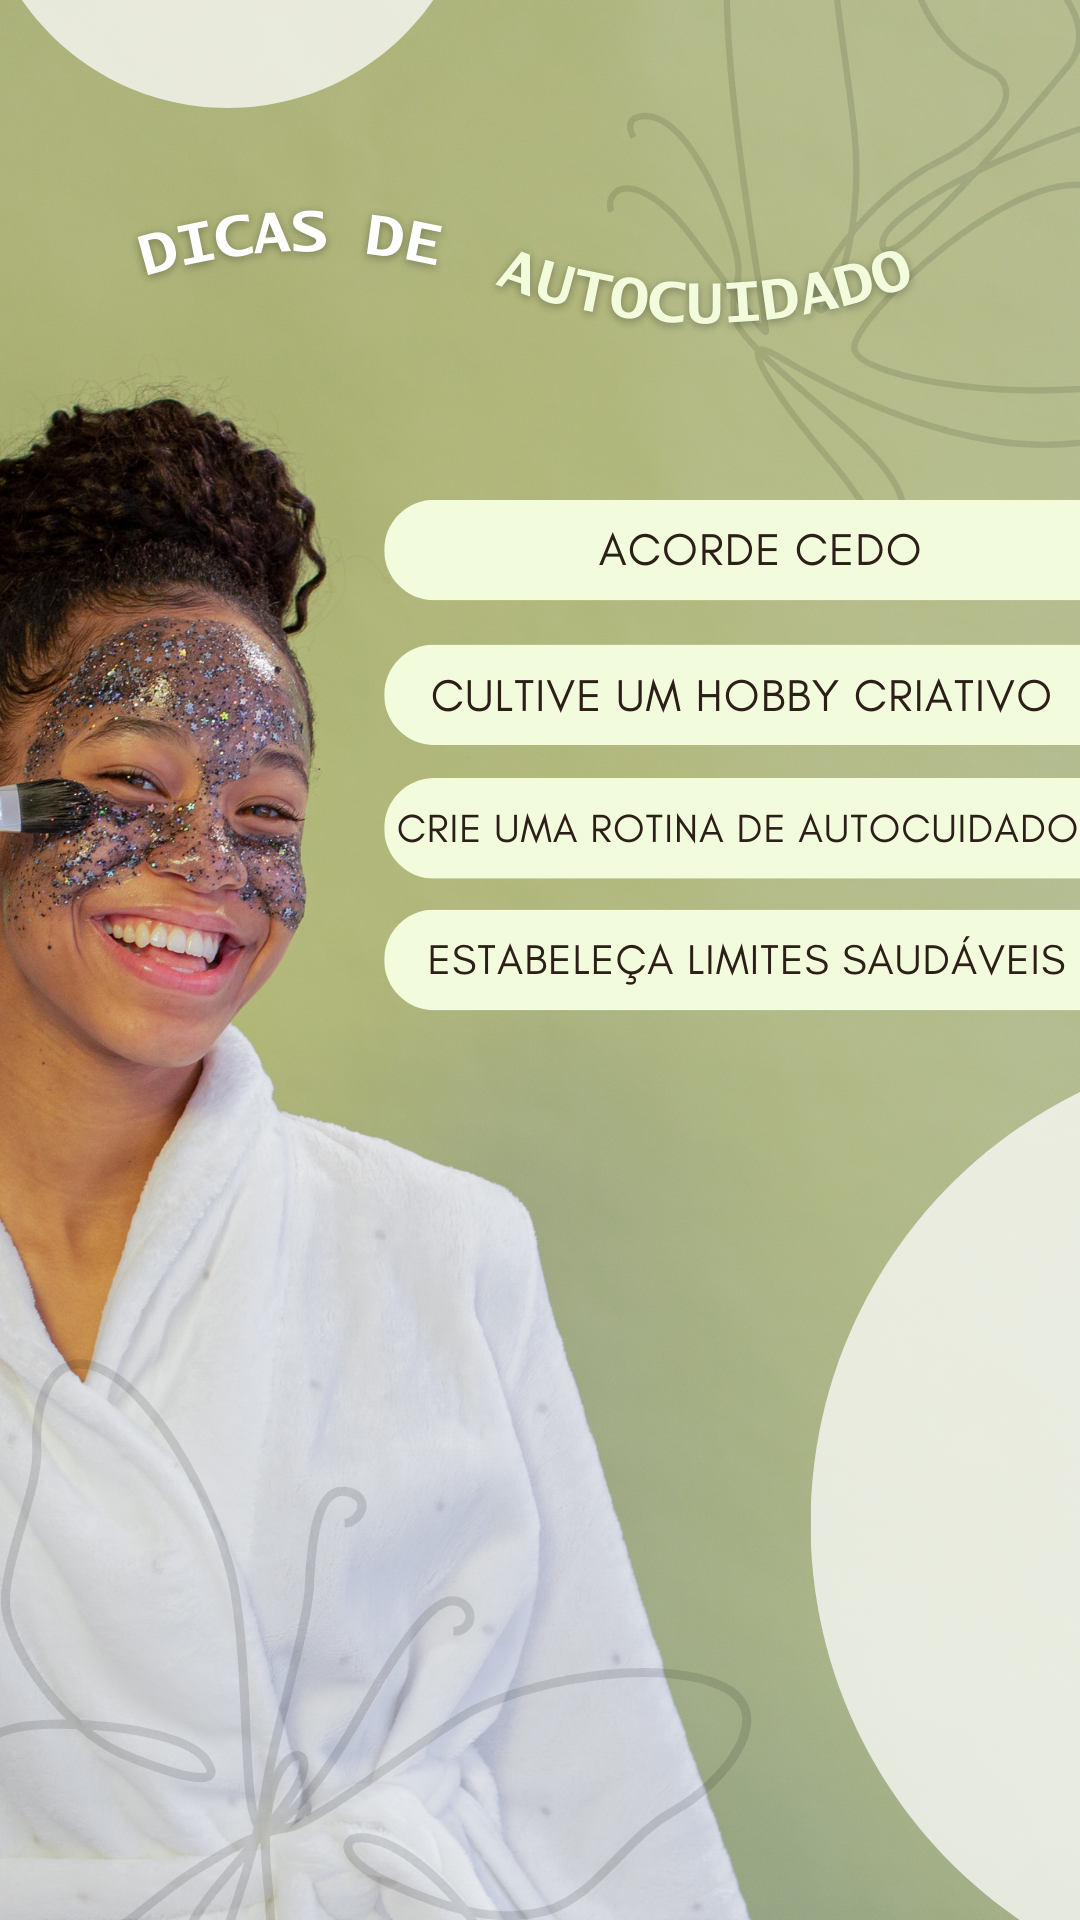 DICAS DE
AUTOCUIDADO
ACORDE CEDO
CULTIVE UM HOBBY CRIATIVO
CRIE UMA ROTINA DE AUTOCUIDADO
ESTABELEÇA LIMITES SAUDÁVEIS